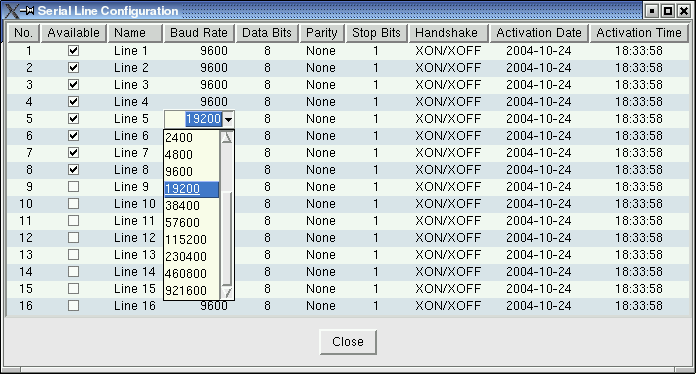 Serial Line Configuration
No. Available Name Baud Rate Data Bits Parity Stop Bits Handshake Activation Date Activation Time
1 Line 1 9600 8 None 1 XON/XOFF 2004-10-24 18:33:58
2 Line 2 9600 8 None 1 XON/XOFF 2004-10-24 18:33:58
3 Line 3 9600 8 None 1 XON/XOFF 2004-10-24 18:33:58
4 Line 4 9600 8 None 1 XON/XOFF 2004-10-24 18:33:58
5 Line 5 19200 8 None 1 XON/XOFF 2004-10-24 18:33:58
6 Line 6 2400 8 None 1 XON/XOFF 2004-10-24 18:33:58
7 Line 7 4800 8 None 1 XON/XOFF 2004-10-24 18:33:58
8 Line 8 9600 8 None 1 XON/XOFF 2004-10-24 18:33:58
9 Line 9 19200 8 None 1 XON/XOFF 2004-10-24 18:33:58
10 Line 10 38400 8 None 1 XON/XOFF 2004-10-24 18:33:58
11 Line 11 57600 8 None 1 XON/XOFF 2004-10-24 18:33:58
12 Line 12 115200 8 None 1 XON/XOFF 2004-10-24 18:33:58
13 Line 13 230400 8 None 1 XON/XOFF 2004-10-24 18:33:58
14 Line 14 460800 8 None 1 XON/XOFF 2004-10-24 18:33:58
15 Line 15 921600 8 None 1 XON/XOFF 2004-10-24 18:33:58
16 Line 16 9600 8 None 1 XON/XOFF 2004-10-24 18:33:58
Close